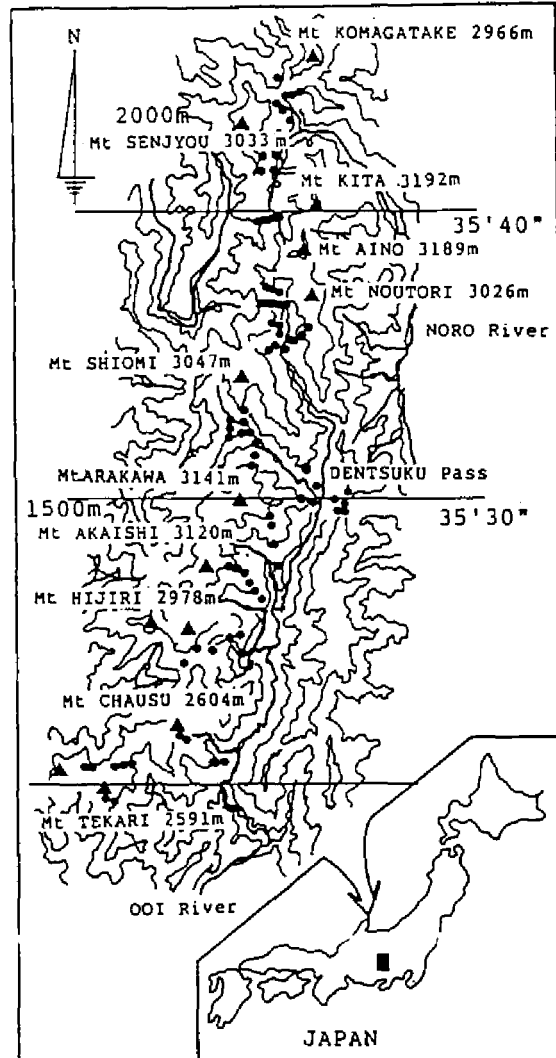 Mt KOMAGATAKE 2966m
N
2000m
Mt SENJYOU 3033m
Mt KITA 3192m
35'40"
Mt AINO 3189m
Mt NOUTORI 3026m
NORO River
Mt SHIOMI 3047m
MtARAKAWA 3141m
DENTSUKU Pass
1500m
35'30"
Mt AKAISHI 3120m
Mt HIJIRI 2978m
Mt CHAUSU 2604m
Mt TEKARI 2591m
OOI River
JAPAN